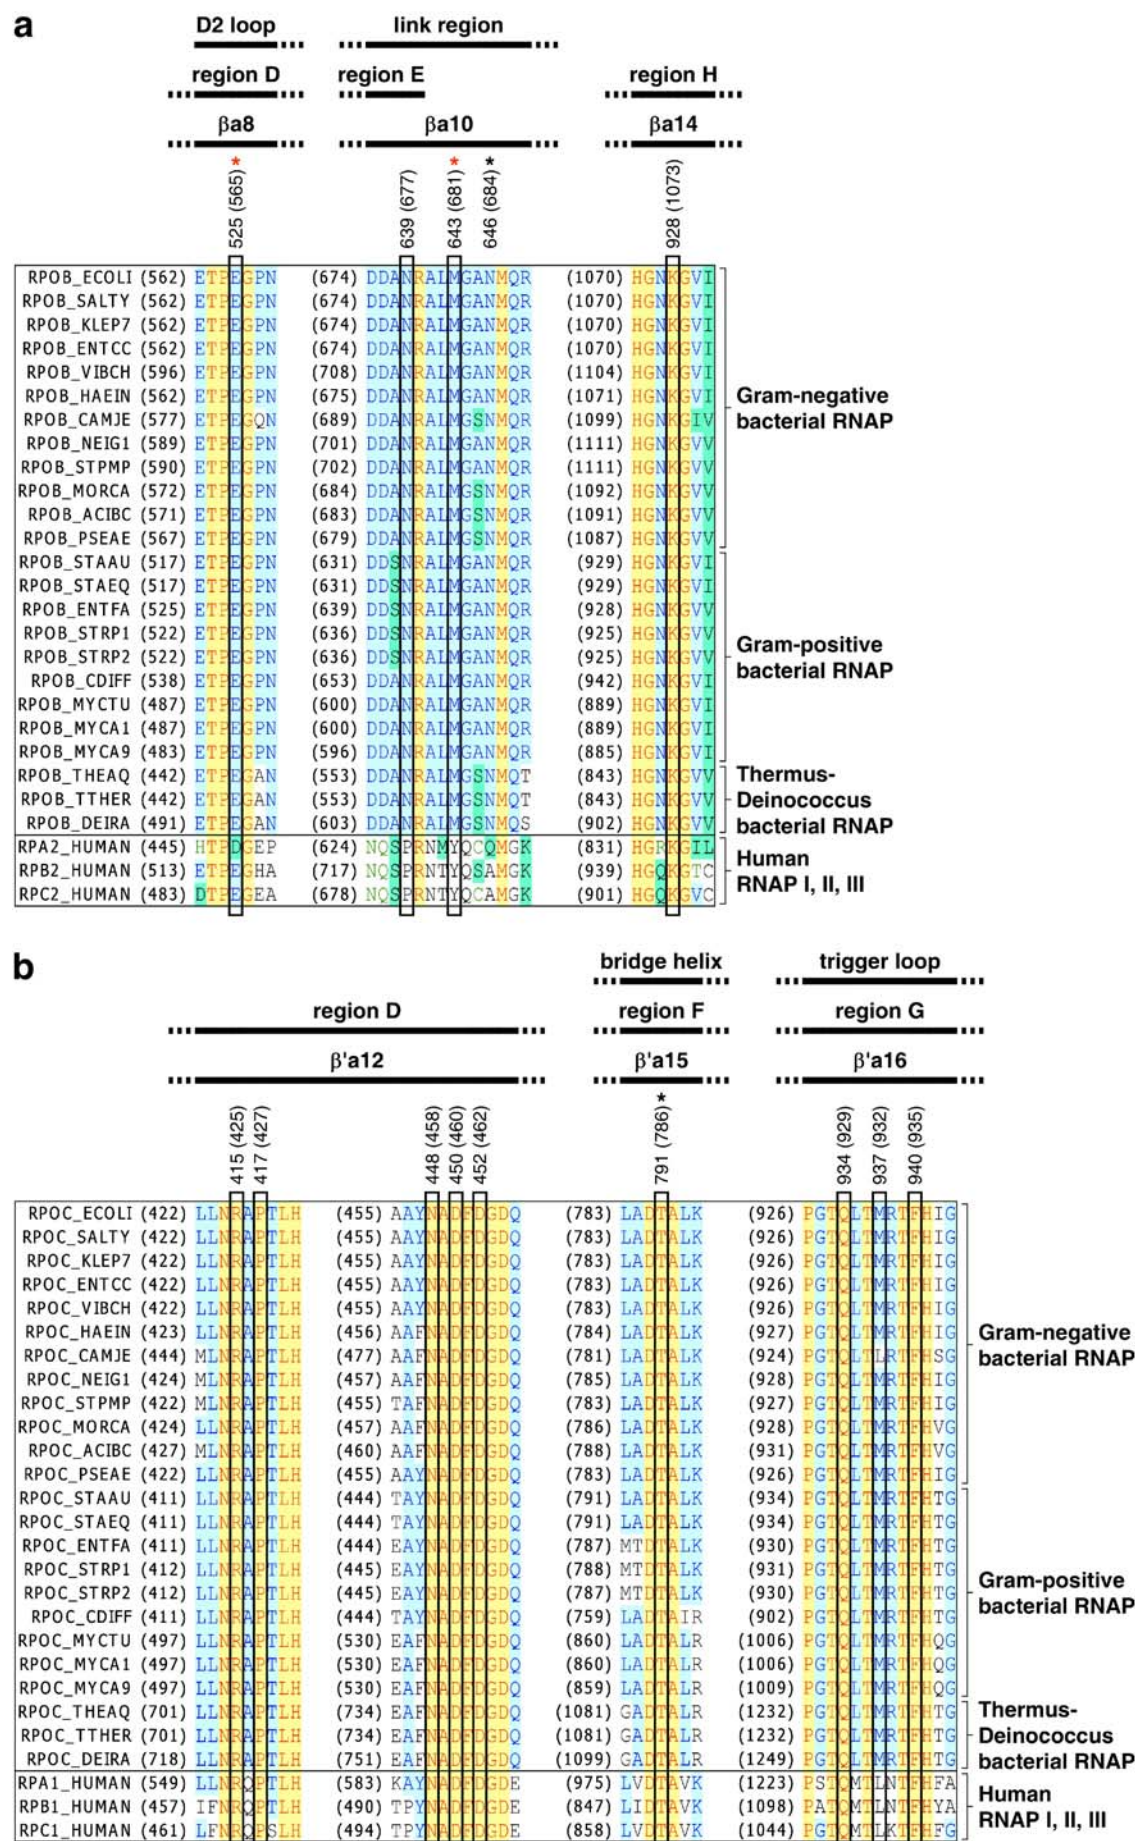 a
D2 loop link region
region D region E region H
βa8 βa10 βa14
* * *
525 (565) 639 (677) 643 (681) 646 (684) 928 (1073)
RPOB_ECOLI (562) ETPEGPN (674) DDANRALMGANMQR (1070) HGNKGVI
RPOB_SALTY (562) ETPEGPN (674) DDANRALMGANMQR (1070) HGNKGVI
RPOB_KLEP7 (562) ETPEGPN (674) DDANRALMGANMQR (1070) HGNKGVI
RPOB_ENTCC (562) ETPEGPN (674) DDANRALMGANMQR (1070) HGNKGVI
RPOB_VIBCH (596) ETPEGPN (708) DDANRALMGANMQR (1104) HGNKGVI
RPOB_HAEIN (562) ETPEGPN (675) DDANRALMGANMQR (1071) HGNKGVI
RPOB_CAMJE (577) ETPEGQN (689) DDANRALMGSNMQR (1099) HGNKGIV
RPOB_NEIG1 (589) ETPEGPN (701) DDANRALMGANMQR (1111) HGNKGVV
RPOB_STPMP (590) ETPEGPN (702) DDANRALMGANMQR (1111) HGNKGVV
RPOB_MORCA (572) ETPEGPN (684) DDANRALMGSNMQR (1092) HGNKGVV
RPOB_ACIBC (571) ETPEGPN (683) DDANRALMGSNMQR (1091) HGNKGVV
RPOB_PSEAE (567) ETPEGPN (679) DDANRALMGSNMQR (1087) HGNKGVV
Gram-negative
bacterial RNAP
RPOB_STAAU (517) ETPEGPN (631) DDSNRALMGANMQR (929) HGNKGVI
RPOB_STAEQ (517) ETPEGPN (631) DDSNRALMGANMQR (929) HGNKGVI
RPOB_ENTFA (525) ETPEGPN (639) DDSNRALMGANMQR (928) HGNKGVV
RPOB_STRP1 (522) ETPEGPN (636) DDSNRALMGANMQR (925) HGNKGVV
RPOB_STRP2 (522) ETPEGPN (636) DDSNRALMGANMQR (925) HGNKGVV
RPOB_CDIFF (538) ETPEGPN (653) DDANRALMGANMQR (942) HGNKGVI
RPOB_MYCTU (487) ETPEGPN (600) DDANRALMGANMQR (889) HGNKGVI
RPOB_MYCA1 (487) ETPEGPN (600) DDANRALMGANMQR (889) HGNKGVI
RPOB_MYCA9 (483) ETPEGPN (596) DDANRALMGANMQR (885) HGNKGVI
Gram-positive
bacterial RNAP
RPOB_THEAQ (442) ETPEGAN (553) DDANRALMGSNMQT (843) HGNKGVV
RPOB_TTHER (442) ETPEGAN (553) DDANRALMGSNMQT (843) HGNKGVV
RPOB_DEIRA (491) ETPEGAN (603) DDANRALMGSNMQS (902) HGNKGVV
Thermus-
Deinococcus
bacterial RNAP
RPA2_HUMAN (445) HTPDGEP (624) NQSPRNMYQCQMGK (831) HGRKGIL
RPB2_HUMAN (513) ETPEGHA (717) NQSPRNTYQSAMGK (939) HGQKGTC
RPC2_HUMAN (483) DTPEGEA (678) NQSPRNTYQCAMGK (901) HGQKGVC
Human
RNAP I, II, III
b
bridge helix trigger loop
region D region F region G
β'a12 β'a15 β'a16
*
415 (425) 417 (427) 448 (458) 450 (460) 452 (462) 791 (786) 934 (929) 937 (932) 940 (935)
RPOC_ECOLI (422) LLNRAPTLH (455) AAYNADFDGDQ (783) LADTALK (926) PGTQLTMRTFHIG
RPOC_SALTY (422) LLNRAPTLH (455) AAYNADFDGDQ (783) LADTALK (926) PGTQLTMRTFHIG
RPOC_KLEP7 (422) LLNRAPTLH (455) AAYNADFDGDQ (783) LADTALK (926) PGTQLTMRTFHIG
RPOC_ENTCC (422) LLNRAPTLH (455) AAYNADFDGDQ (783) LADTALK (926) PGTQLTMRTFHIG
RPOC_VIBCH (422) LLNRAPTLH (455) AAYNADFDGDQ (783) LADTALK (926) PGTQLTMRTFHIG
RPOC_HAEIN (423) LLNRAPTLH (456) AAFNADFDGDQ (784) LADTALK (927) PGTQLTMRTFHIG
RPOC_CAMJE (444) MLNRAPTLH (477) AAFNADFDGDQ (781) LADTALK (924) PGTQLTLRTFHSG
RPOC_NEIG1 (424) MLNRAPTLH (457) AAFNADFDGDQ (785) LADTALK (928) PGTQLTMRTFHIG
RPOC_STPMP (422) MLNRAPTLH (455) TAFNADFDGDQ (783) LADTALK (927) PGTQLTMRTFHIG
RPOC_MORCA (424) LLNRAPTLH (457) AAFNADFDGDQ (786) LADTALK (928) PGTQLTMRTFHVG
RPOC_ACIBC (427) MLNRAPTLH (460) AAFNADFDGDQ (788) LADTALK (931) PGTQLTMRTFHVG
RPOC_PSEAE (422) LLNRAPTLH (455) AAYNADFDGDQ (783) LADTALK (926) PGTQLTMRTFHIG
Gram-negative
bacterial RNAP
RPOC_STAAU (411) LLNRAPTLH (444) TAYNADFDGDQ (791) LADTALK (934) PGTQLTMRTFHTG
RPOC_STAEQ (411) LLNRAPTLH (444) TAYNADFDGDQ (791) LADTALK (934) PGTQLTMRTFHTG
RPOC_ENTFA (411) LLNRAPTLH (444) EAYNADFDGDQ (787) MTDTALK (930) PGTQLTMRTFHTG
RPOC_STRP1 (412) LLNRAPTLH (445) EAYNADFDGDQ (788) MTDTALK (931) PGTQLTMRTFHTG
RPOC_STRP2 (412) LLNRAPTLH (445) EAYNADFDGDQ (787) MTDTALK (930) PGTQLTMRTFHTG
RPOC_CDIFF (411) LLNRAPTLH (444) TAYNADFDGDQ (759) LADTAIR (902) PGTQLTMRTFHTG
RPOC_MYCTU (497) LLNRAPTLH (530) EAFNADFDGDQ (860) LADTALR (1006) PGTQLTMRTFHQG
RPOC_MYCA1 (497) LLNRAPTLH (530) EAFNADFDGDQ (860) LADTALR (1006) PGTQLTMRTFHQG
RPOC_MYCA9 (497) LLNRAPTLH (530) EAFNADFDGDQ (859) LADTALR (1009) PGTQLTMRTFHQG
Gram-positive
bacterial RNAP
RPOC_THEAQ (701) LLNRAPTLH (734) EAFNADFDGDQ (1081) GADTALR (1232) PGTQLTMRTFHTG
RPOC_TTHER (701) LLNRAPTLH (734) EAFNADFDGDQ (1081) GADTALR (1232) PGTQLTMRTFHTG
RPOC_DEIRA (718) LLNRAPTLH (751) EAFNADFDGDQ (1099) GADTALR (1249) PGTQLTMRTFHTG
Thermus-
Deinococcus
bacterial RNAP
RPA1_HUMAN (549) LLNRQPTLH (583) KAYNADFDGDE (975) LVDTAVK (1223) PSTQMTLNTFHFA
RPB1_HUMAN (457) IFNRQPTLH (490) TPYNADFDGDE (847) LIDTAVK (1098) PATQMTLNTFHYA
RPC1_HUMAN (461) LFNRQPSLH (494) TPYNADFDGDE (858) LVDTAVK (1044) PGTQMTLKTFHFG
Human
RNAP I, II, III